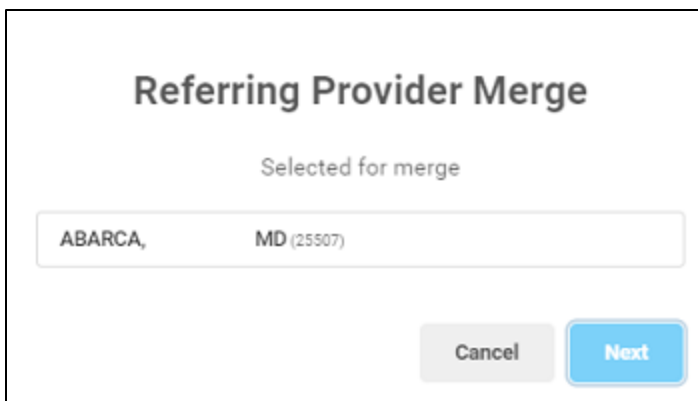 Referring Provider Merge
Selected for merge
ABARCA, MD (25507)
Cancel Next